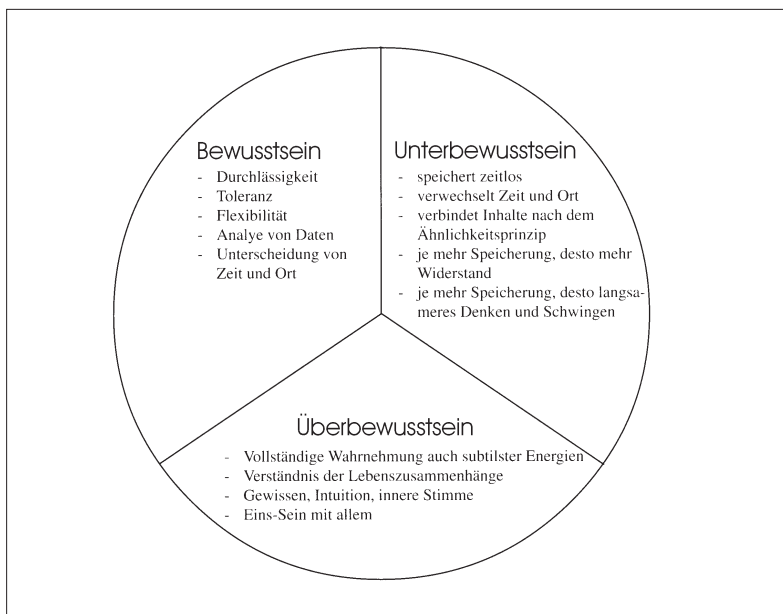 Bewusstsein
- Durchlässigkeit
- Toleranz
- Flexibilität
- Analye von Daten
- Unterscheidung von
Zeit und Ort
Unterbewusstsein
- speichert zeitlos
- verwechselt Zeit und Ort
- verbindet Inhalte nach dem
Ähnlichkeitsprinzip
- je mehr Speicherung, desto mehr
Widerstand
- je mehr Speicherung, desto langsa-
meres Denken und Schwingen
Überbewusstsein
- Vollständige Wahrnehmung auch subtilster Energien
- Verständnis der Lebenszusammenhänge
- Gewissen, Intuition, innere Stimme
- Eins-Sein mit allem